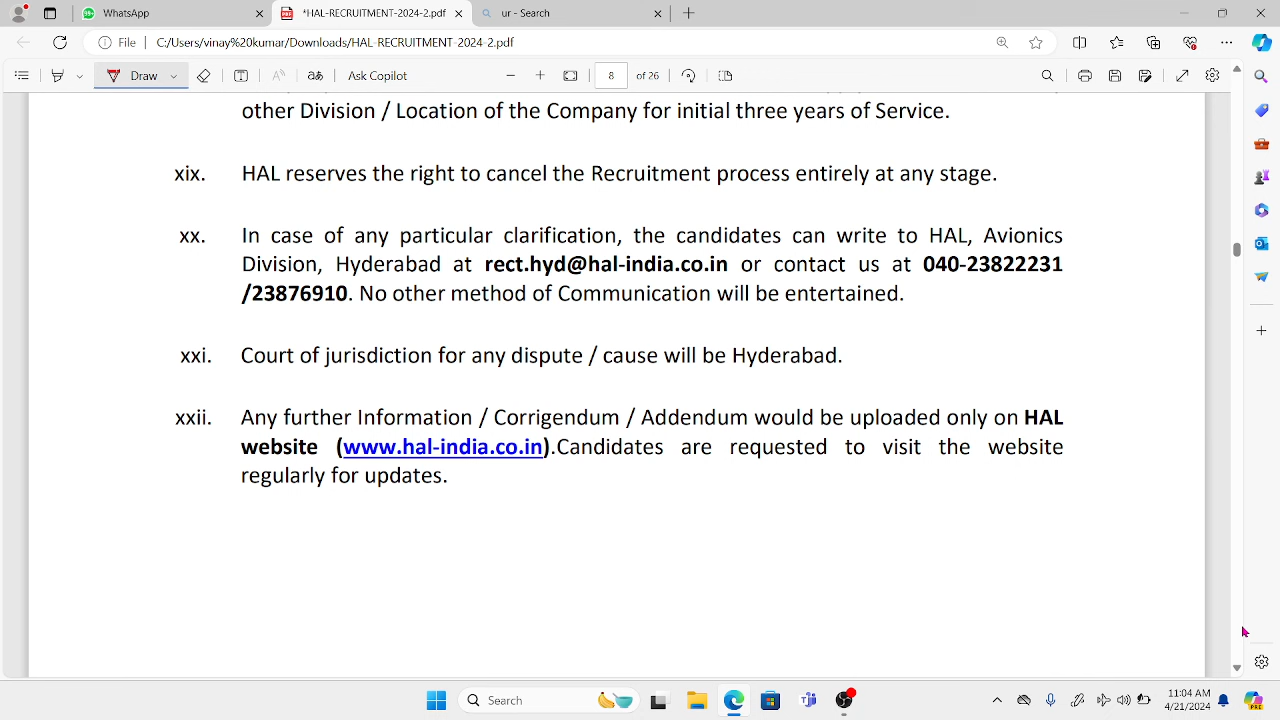 WhatsApp
*HAL-RECRUITMENT-2024-2.pdf
ur - Search
File
C:/Users/vinay%20kumar/Downloads/HAL-RECRUITMENT-2024-2.pdf
Draw
Ask Copilot
8
of 26
other Division / Location of the Company for initial three years of Service.
xix. HAL reserves the right to cancel the Recruitment process entirely at any stage.
xx. In case of any particular clarification, the candidates can write to HAL, Avionics
Division, Hyderabad at rect.hyd@hal-india.co.in or contact us at 040-23822231
/23876910. No other method of Communication will be entertained.
xxi. Court of jurisdiction for any dispute / cause will be Hyderabad.
xxii. Any further Information / Corrigendum / Addendum would be uploaded only on HAL
website (www.hal-india.co.in).Candidates are requested to visit the website
regularly for updates.
Search
11:04 AM
4/21/2024